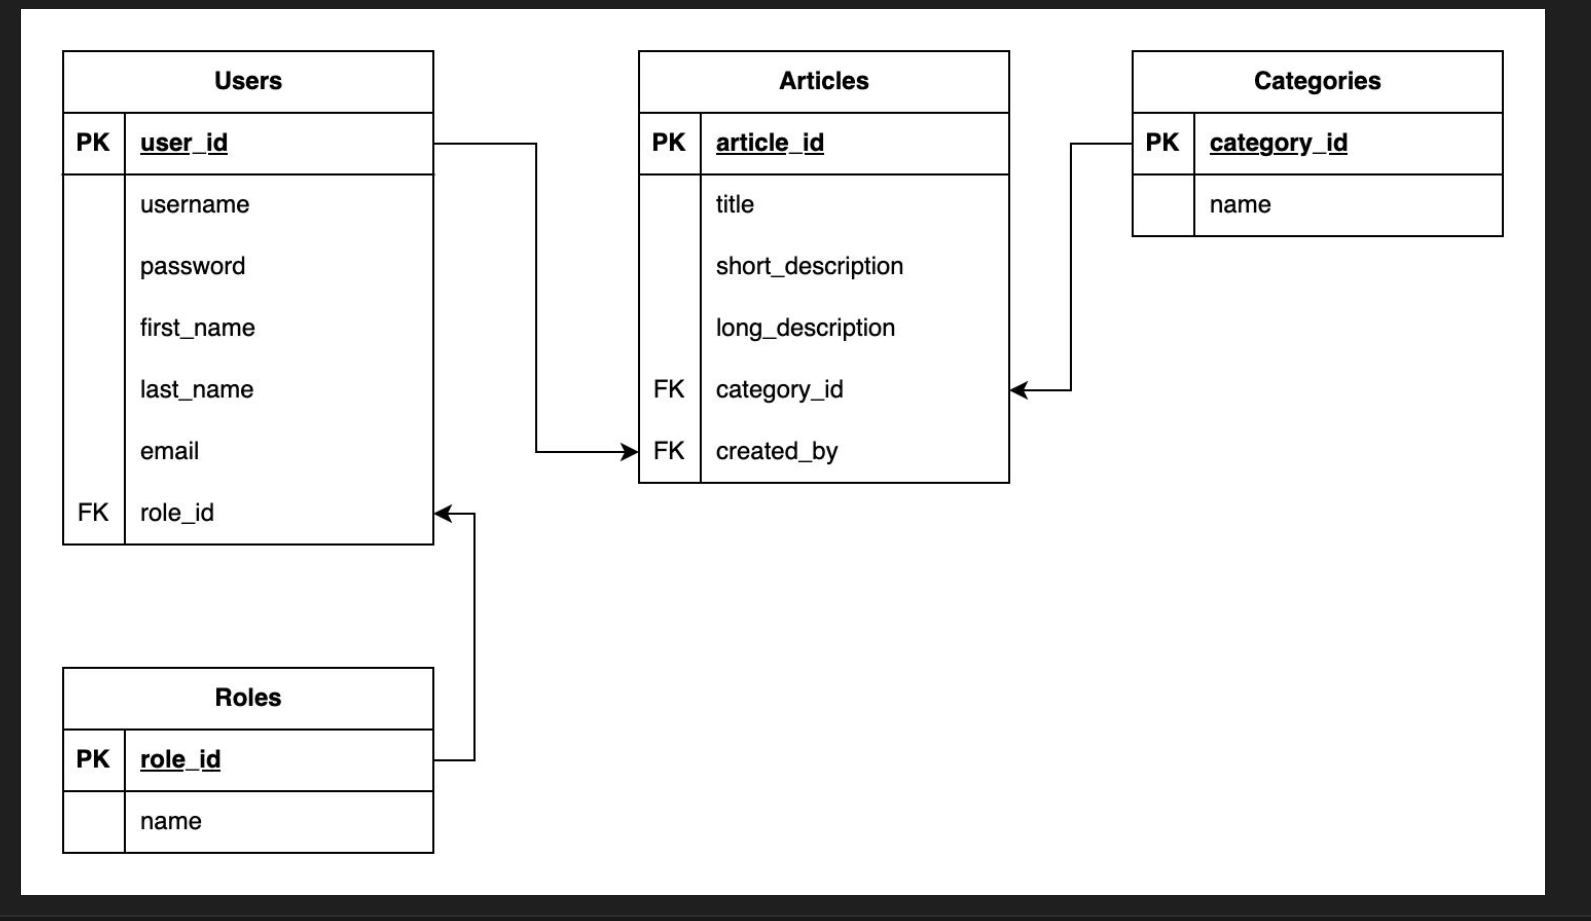 Users
PK user_id
username
password
first_name
last_name
email
FK role_id
Articles
PK article_id
title
short_description
long_description
FK category_id
FK created_by
Categories
PK category_id
name
Roles
PK role_id
name